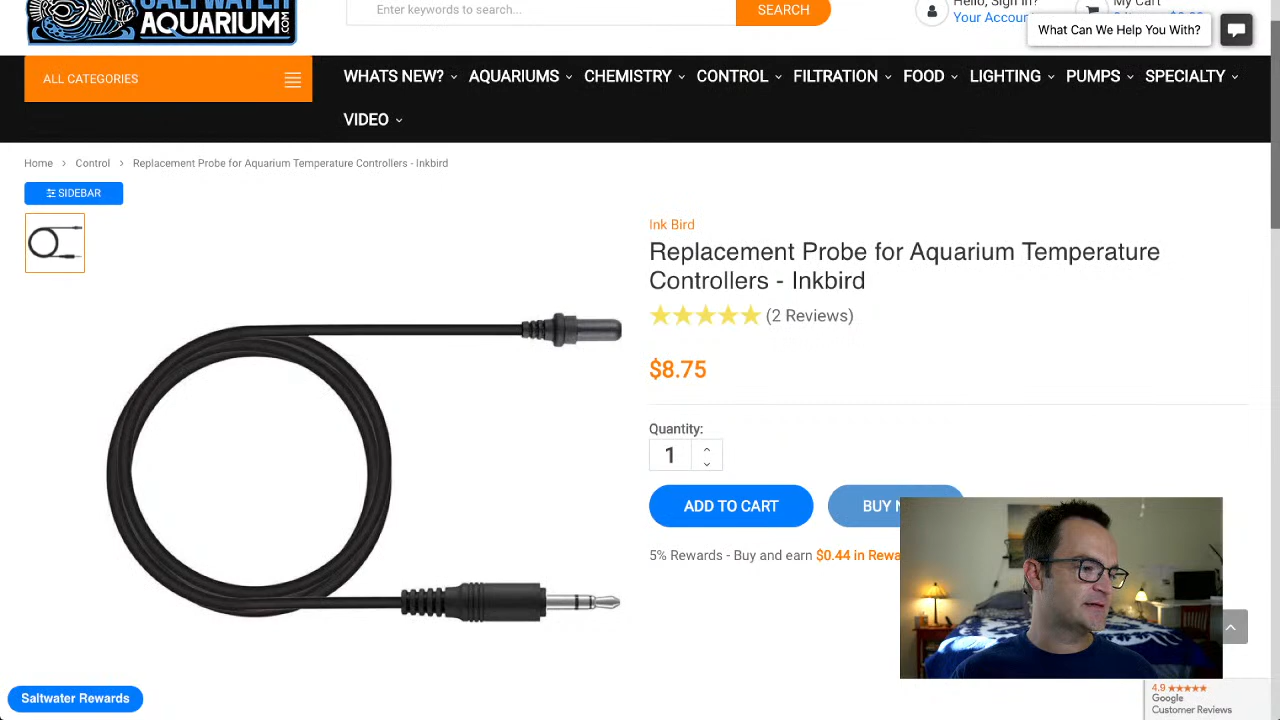 SALTWATER
AQUARIUM.COM
Enter keywords to search...
SEARCH
Hello, Sign In?
Your Accoun
My Cart
What Can We Help You With?
ALL CATEGORIES
WHATS NEW?
AQUARIUMS
CHEMISTRY
CONTROL
FILTRATION
FOOD
LIGHTING
PUMPS
SPECIALTY
VIDEO
Home > Control > Replacement Probe for Aquarium Temperature Controllers - Inkbird
SIDEBAR
Ink Bird
Replacement Probe for Aquarium Temperature
Controllers - Inkbird
(2 Reviews)
$8.75
Quantity:
1
ADD TO CART
BUY N
5% Rewards - Buy and earn $0.44 in Rewa
Saltwater Rewards
4.9 ★★★★★
Google
Customer Reviews